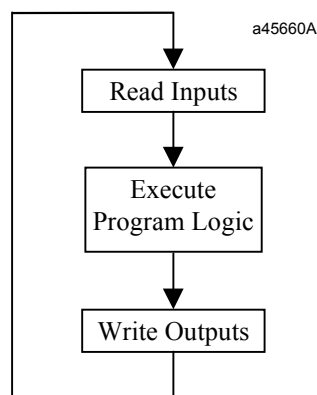 a45660A
Read Inputs
Execute
Program Logic
Write Outputs